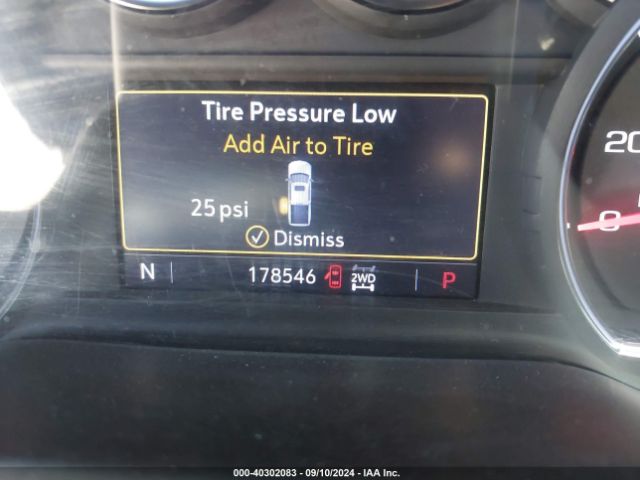 Tire Pressure Low
Add Air to Tire
25 psi
Dismiss
N 178546 2WD P
20
0
000-40302083 - 09/10/2024 - IAA Inc.